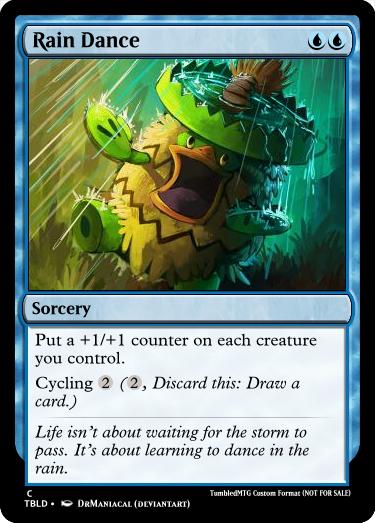 Rain Dance
Sorcery
Put a +1/+1 counter on each creature
you control.
Cycling 2 (2, Discard this: Draw a
card.)
Life isn't about waiting for the storm to
pass. It's about learning to dance in the
rain.
C
TBLD • DrManiacal (deviantart)
TumbledMTG Custom Format (NOT FOR SALE)